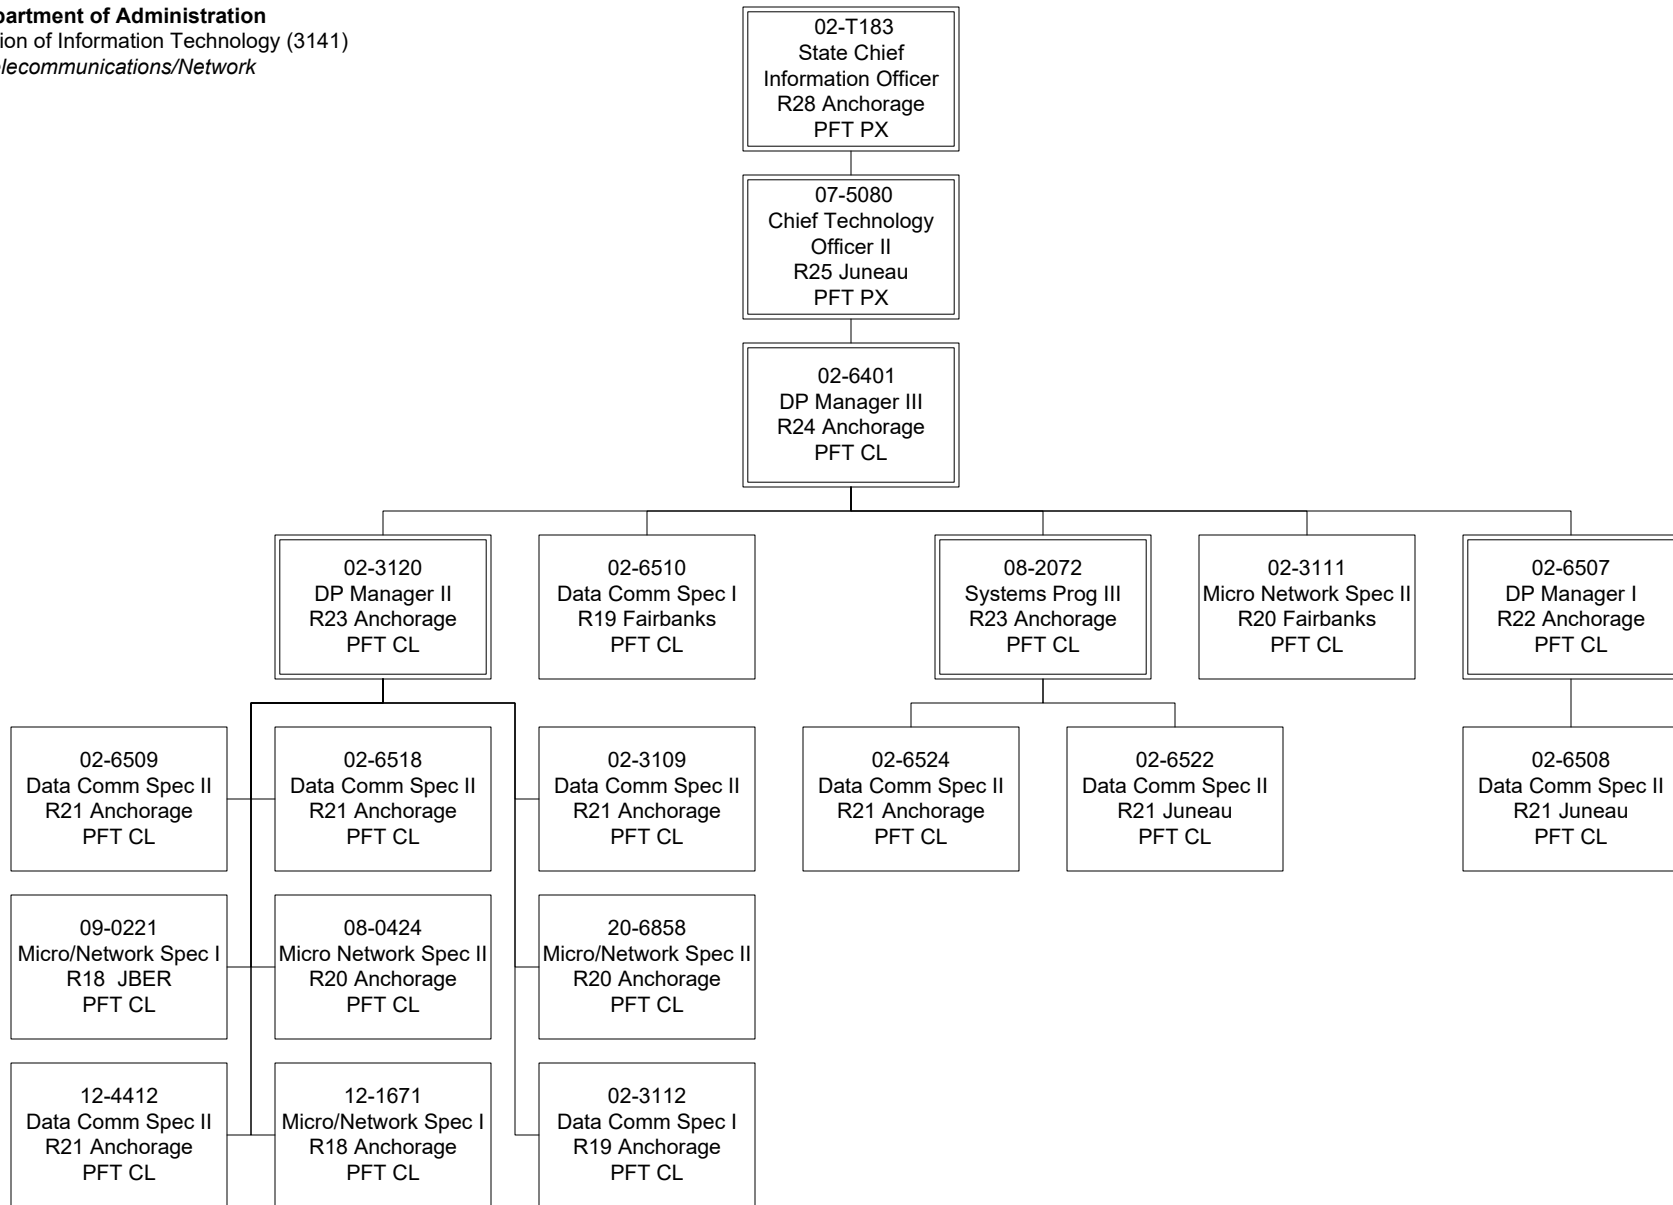 partment of Administration
ion of Information Technology (3141)
lecommunications/Network
02-T183
State Chief
Information Officer
R28 Anchorage
PFT PX
07-5080
Chief Technology
Officer II
R25 Juneau
PFT PX
02-6401
DP Manager III
R24 Anchorage
PFT CL
02-3120
DP Manager II
R23 Anchorage
PFT CL
02-6510
Data Comm Spec I
R19 Fairbanks
PFT CL
08-2072
Systems Prog III
R23 Anchorage
PFT CL
02-3111
Micro Network Spec II
R20 Fairbanks
PFT CL
02-6507
DP Manager I
R22 Anchorage
PFT CL
02-6509
Data Comm Spec II
R21 Anchorage
PFT CL
02-6518
Data Comm Spec II
R21 Anchorage
PFT CL
02-3109
Data Comm Spec II
R21 Anchorage
PFT CL
02-6524
Data Comm Spec II
R21 Anchorage
PFT CL
02-6522
Data Comm Spec II
R21 Juneau
PFT CL
02-6508
Data Comm Spec II
R21 Juneau
PFT CL
09-0221
Micro/Network Spec I
R18 JBER
PFT CL
08-0424
Micro Network Spec II
R20 Anchorage
PFT CL
20-6858
Micro/Network Spec II
R20 Anchorage
PFT CL
12-4412
Data Comm Spec II
R21 Anchorage
PFT CL
12-1671
Micro/Network Spec I
R18 Anchorage
PFT CL
02-3112
Data Comm Spec I
R19 Anchorage
PFT CL